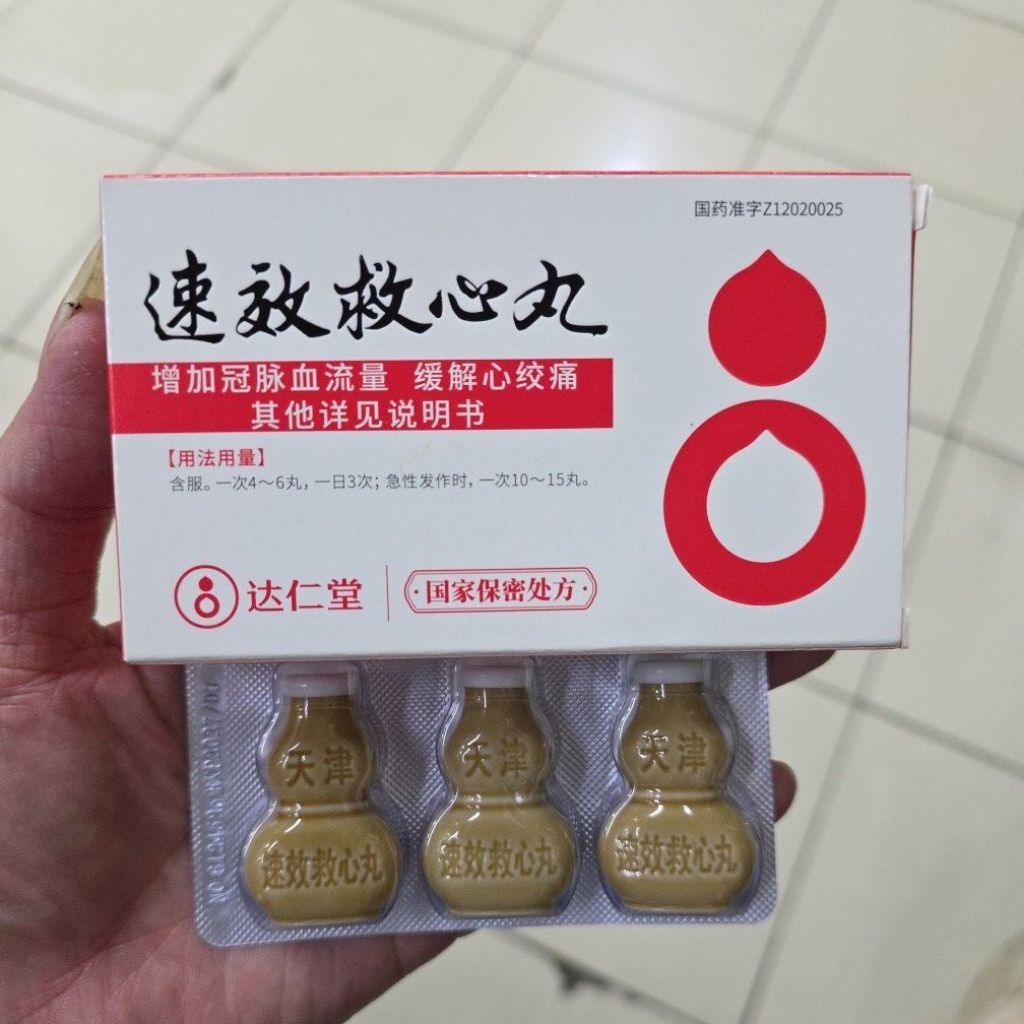 国药准字Z12020025
速效救心丸
增加冠脉血流量 缓解心绞痛
其他详见说明书
【用法用量】
含服。一次4～6丸，一日3次；急性发作时，一次10～15丸。
达仁堂
·国家保密处方·
天津
速效救心丸
天津
速效救心丸
天津
速效救心丸